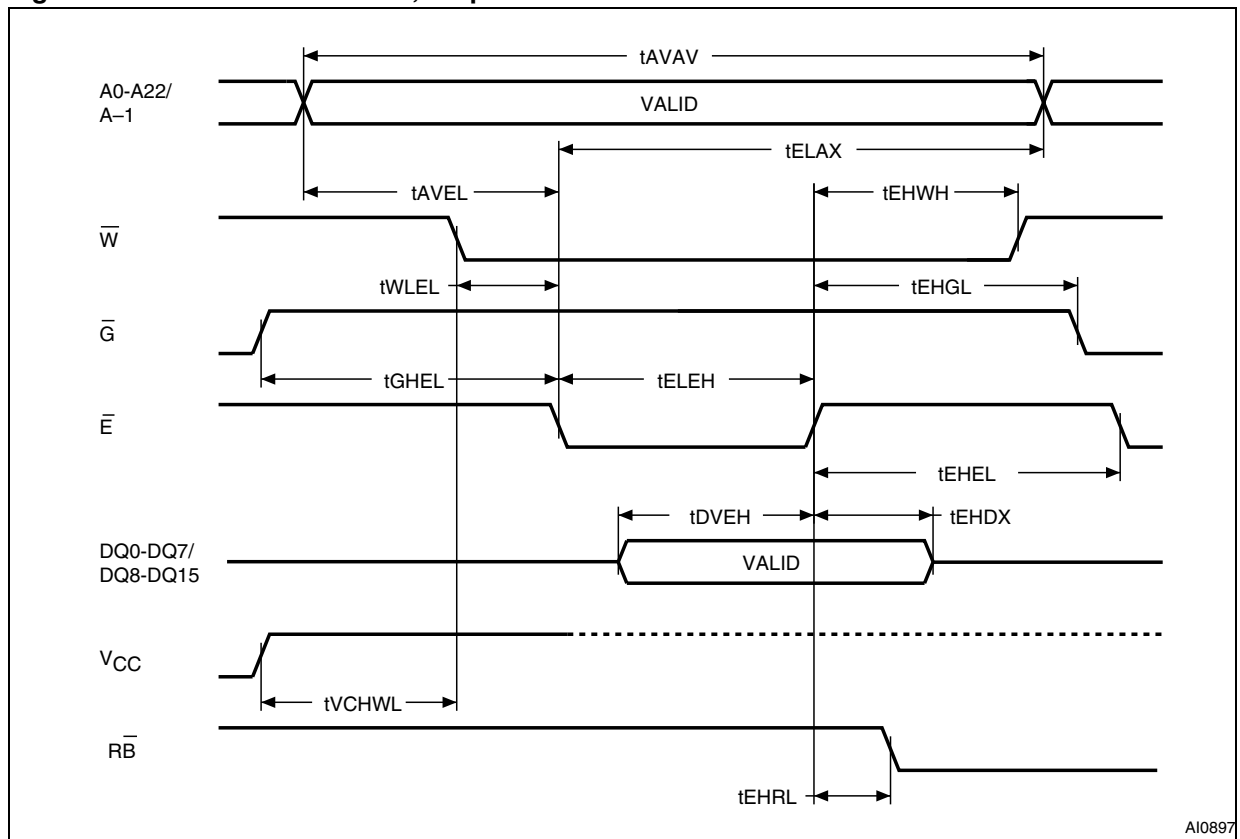 tAVAV
A0-A22/
A–1
VALID
tELAX
tAVEL
tEHWH
W̅
tWLEL
tEHGL
G̅
tGHEL
tELEH
E̅
tEHEL
tDVEH
tEHDX
DQ0-DQ7/
DQ8-DQ15
VALID
VCC
tVCHWL
RB̅
tEHRL
AI0897